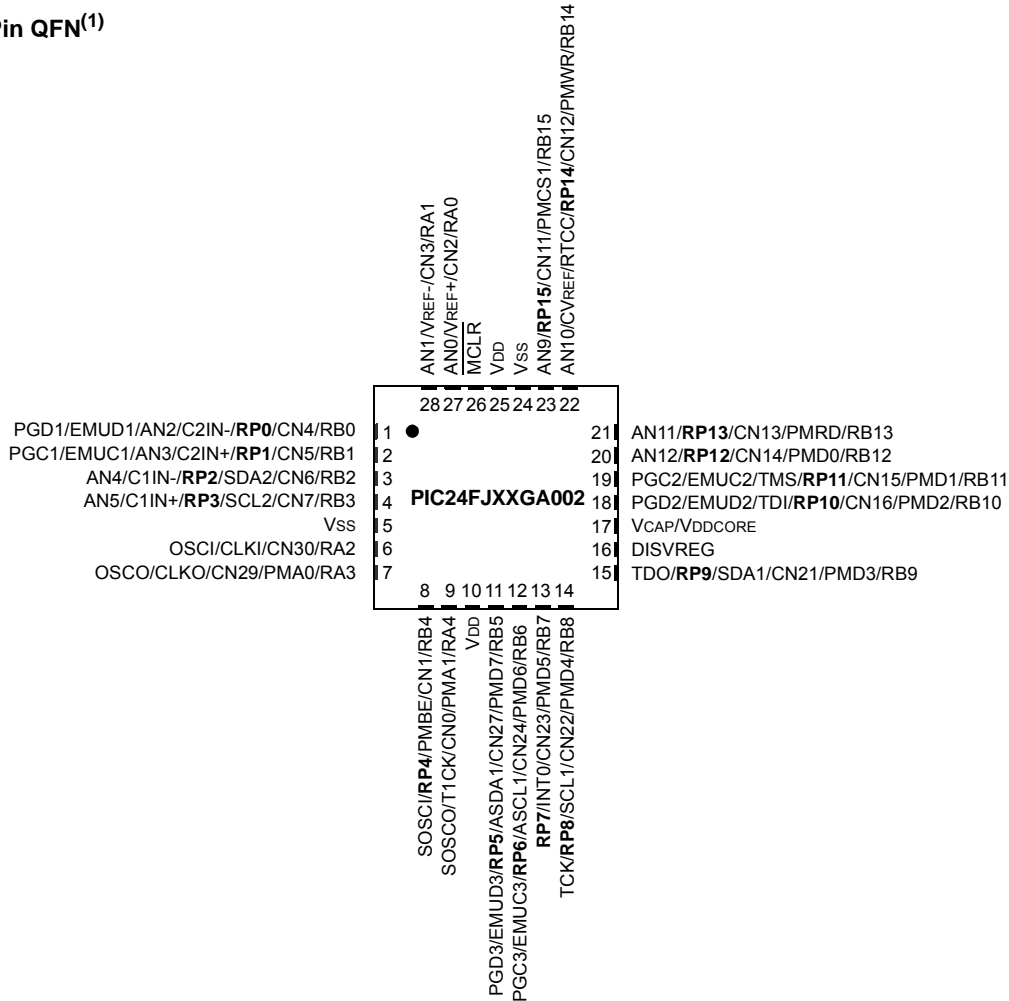 in QFN(1)
AN1/VREF-/CN3/RA1
AN0/VREF+/CN2/RA0
MCLR
VDD
VSS
AN9/RP15/CN11/PMCS1/RB15
AN10/CVREF/RTCC/RP14/CN12/PMWR/RB14
28 27 26 25 24 23 22
PGD1/EMUD1/AN2/C2IN-/RP0/CN4/RB0 1
PGC1/EMUC1/AN3/C2IN+/RP1/CN5/RB1 2
AN4/C1IN-/RP2/SDA2/CN6/RB2 3
AN5/C1IN+/RP3/SCL2/CN7/RB3 4
VSS 5
OSCI/CLKI/CN30/RA2 6
OSCO/CLKO/CN29/PMA0/RA3 7
PIC24FJXXGA002
21 AN11/RP13/CN13/PMRD/RB13
20 AN12/RP12/CN14/PMD0/RB12
19 PGC2/EMUC2/TMS/RP11/CN15/PMD1/RB11
18 PGD2/EMUD2/TDI/RP10/CN16/PMD2/RB10
17 VCAP/VDDCORE
16 DISVREG
15 TDO/RP9/SDA1/CN21/PMD3/RB9
8 9 10 11 12 13 14
SOSCI/RP4/PMBE/CN1/RB4
SOSCO/T1CK/CN0/PMA1/RA4
VDD
PGD3/EMUD3/RP5/ASDA1/CN27/PMD7/RB5
PGC3/EMUC3/RP6/ASCL1/CN24/PMD6/RB6
RP7/INT0/CN23/PMD5/RB7
TCK/RP8/SCL1/CN22/PMD4/RB8